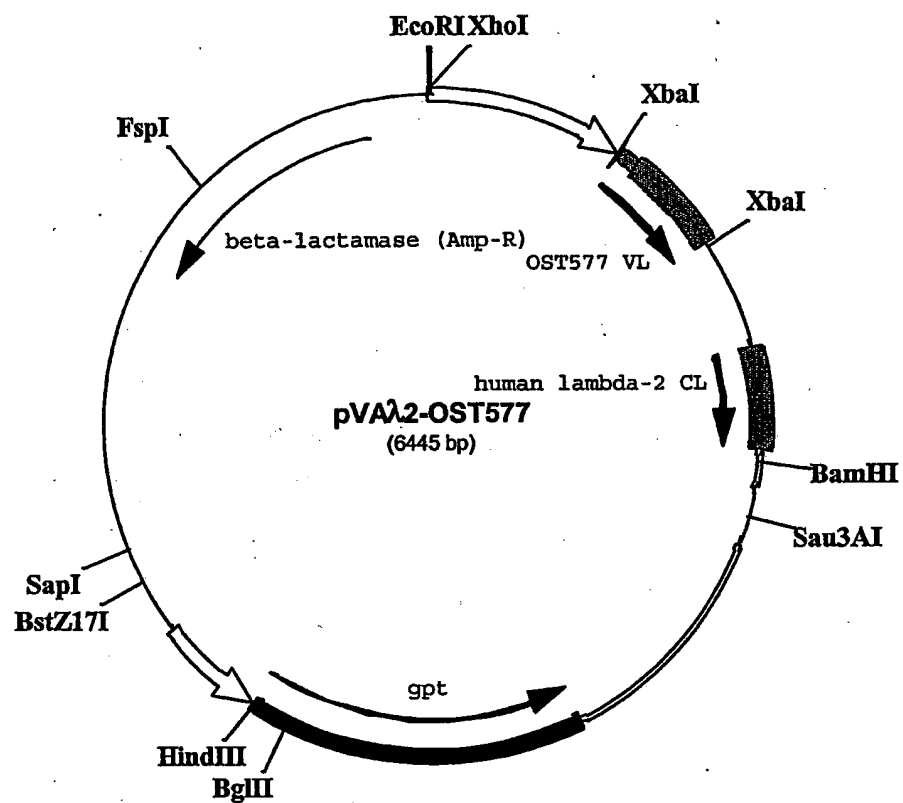 EcoRI XhoI
XbaI
FspI
XbaI
beta-lactamase (Amp-R)
OST577 VL
human lambda-2 CL
pVAλ2-OST577
(6445 bp)
BamHI
Sau3AI
SapI
BstZ17I
gpt
HindIII
BglII